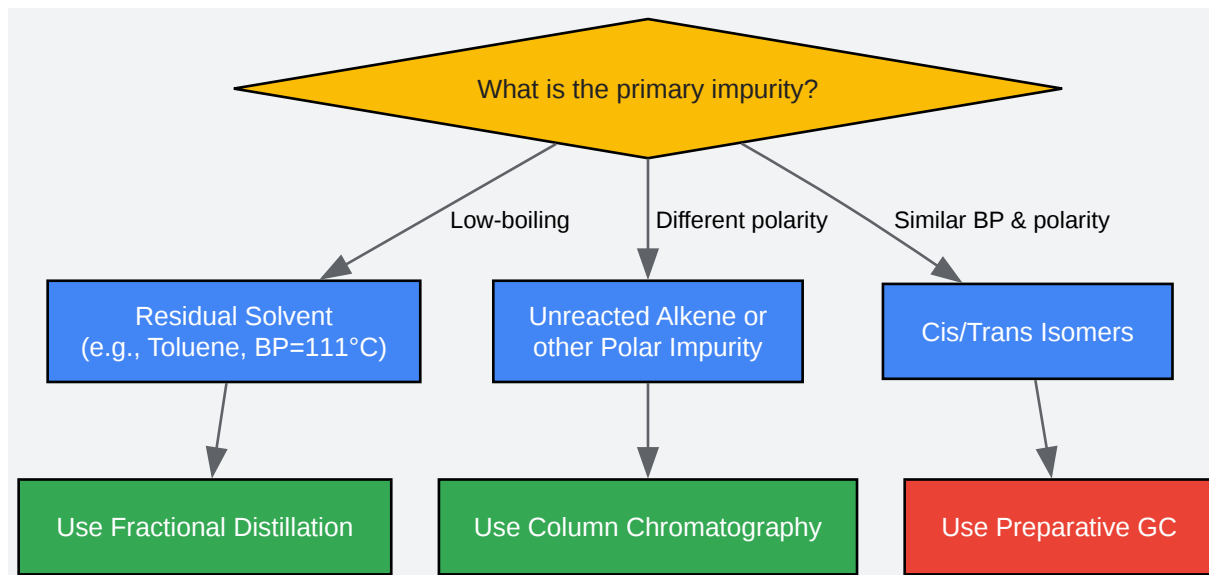 What is the primary impurity?
Low-boiling
Different polarity
Similar BP & polarity
Residual Solvent
(e.g., Toluene, BP=111°C)
Unreacted Alkene or
other Polar Impurity
Cis/Trans Isomers
Use Fractional Distillation
Use Column Chromatography
Use Preparative GC